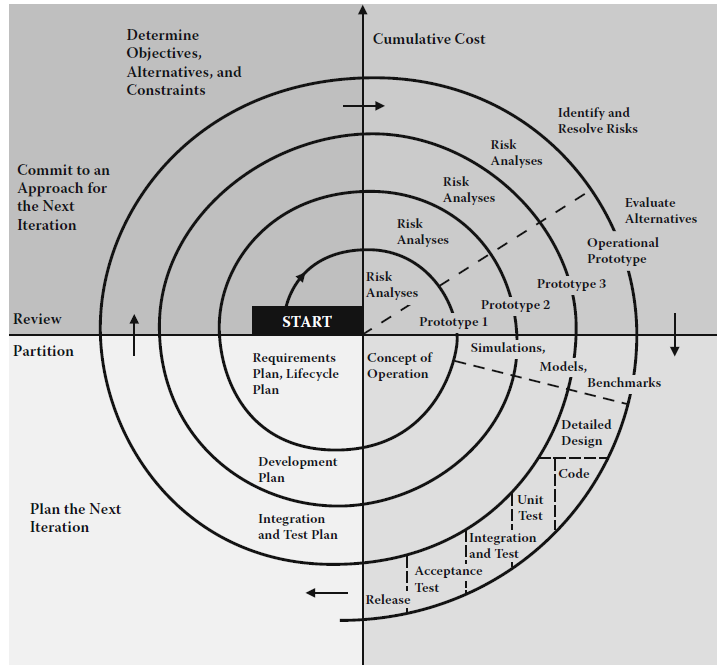 Determine
Objectives,
Alternatives, and
Constraints
Cumulative Cost
Identify and
Resolve Risks
Risk
Analyses
Commit to an
Approach for
the Next
Iteration
Risk
Analyses
Evaluate
Alternatives
Risk
Analyses
Operational
Prototype
Risk
Analyses
Prototype 3
Prototype 2
Prototype 1
START
Review
Partition
Requirements
Plan, Lifecycle
Plan
Concept of
Operation
Simulations,
Models,
Benchmarks
Detailed
Design
Development
Plan
Code
Plan the Next
Iteration
Unit
Test
Integration
and Test Plan
Integration
and Test
Acceptance
Test
Release